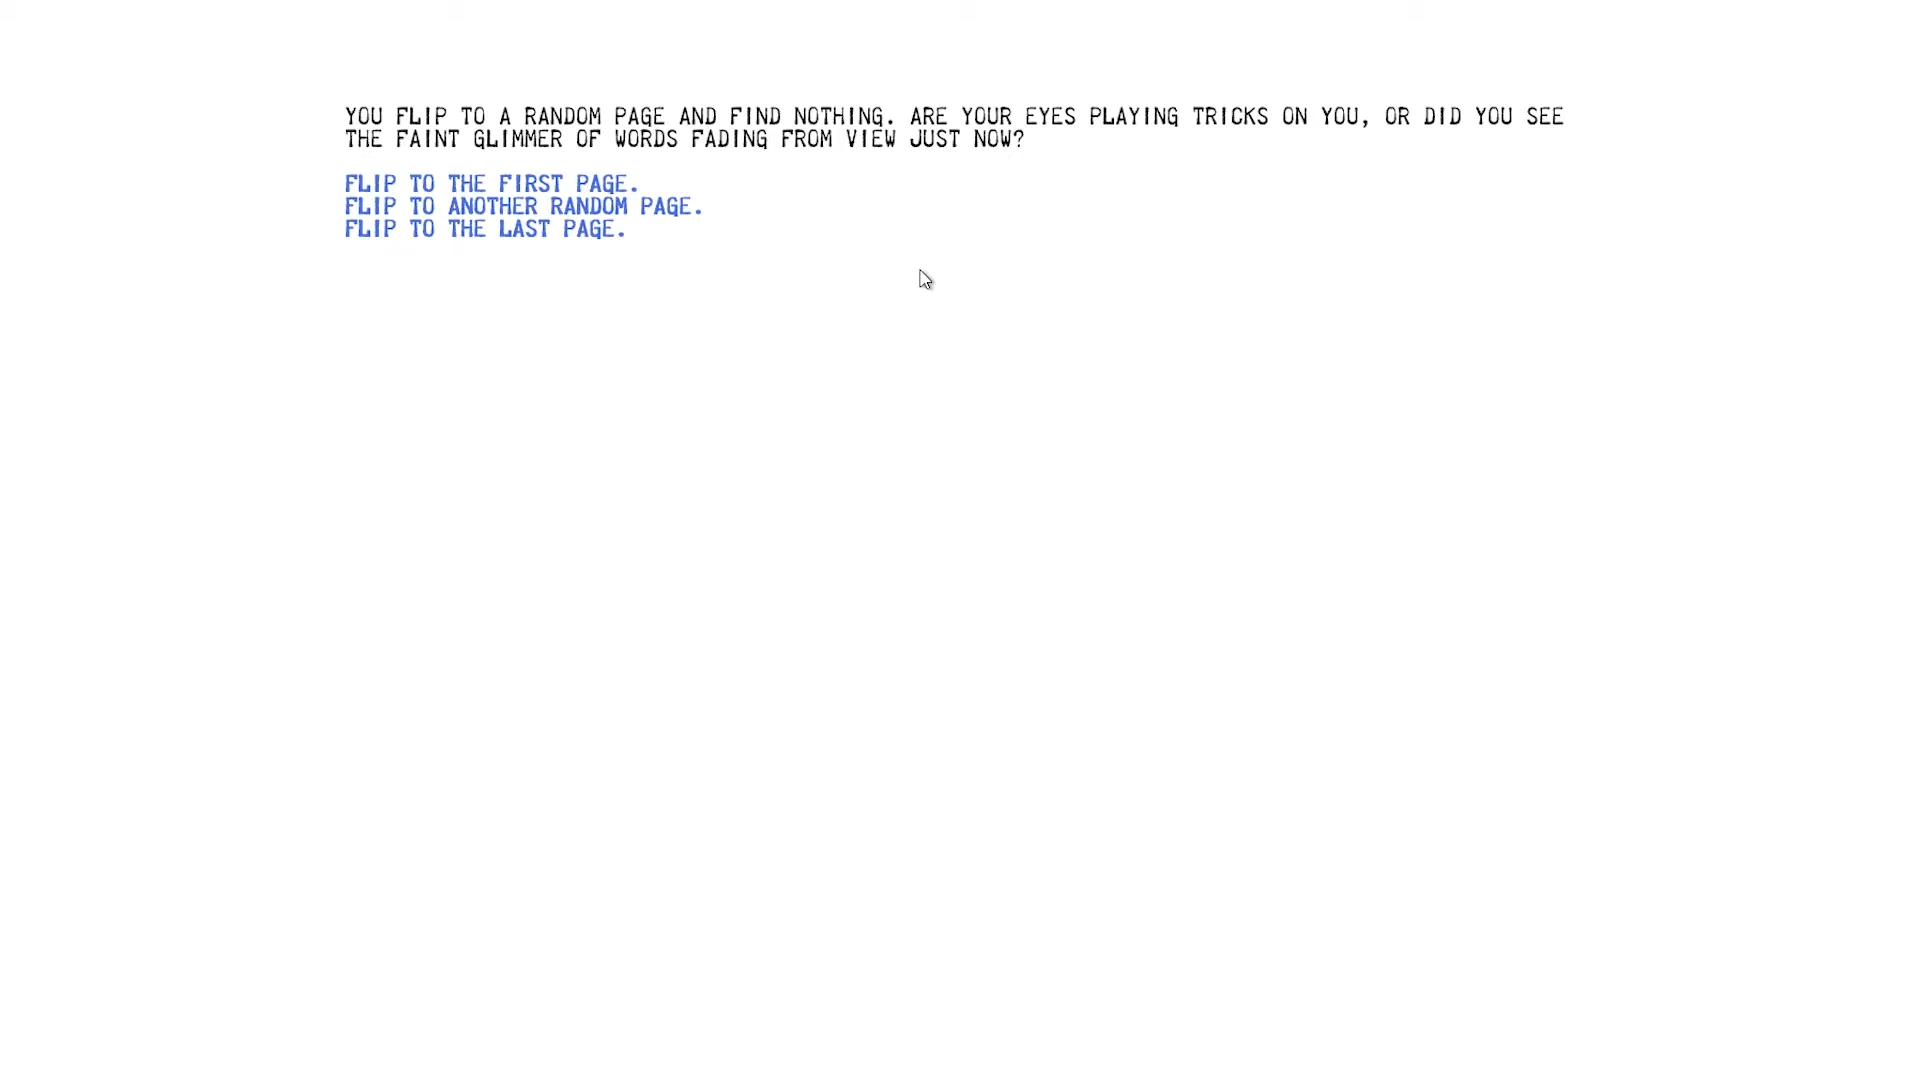 YOU FLIP TO A RANDOM PAGE AND FIND NOTHING. ARE YOUR EYES PLAYING TRICKS ON YOU, OR DID YOU SEE
THE FAINT GLIMMER OF WORDS FADING FROM VIEW JUST NOW?
FLIP TO THE FIRST PAGE.
FLIP TO ANOTHER RANDOM PAGE.
FLIP TO THE LAST PAGE.